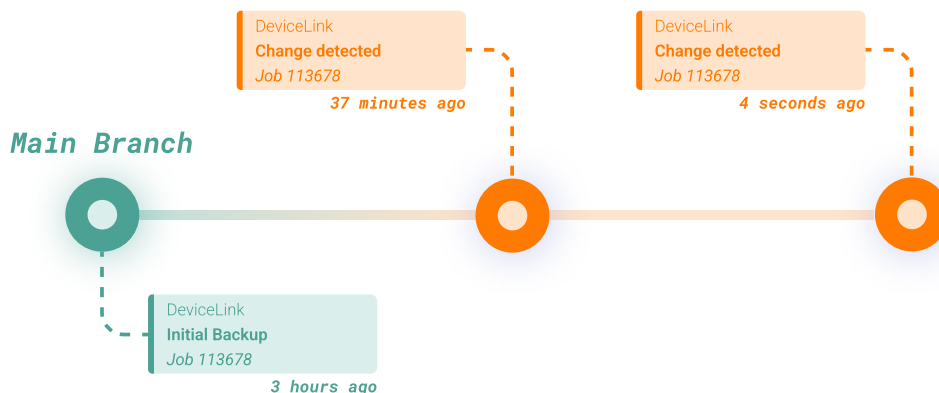 DeviceLink
Change detected
Job 113678
37 minutes ago
DeviceLink
Change detected
Job 113678
4 seconds ago
Main Branch
DeviceLink
Initial Backup
Job 113678
3 hours ago